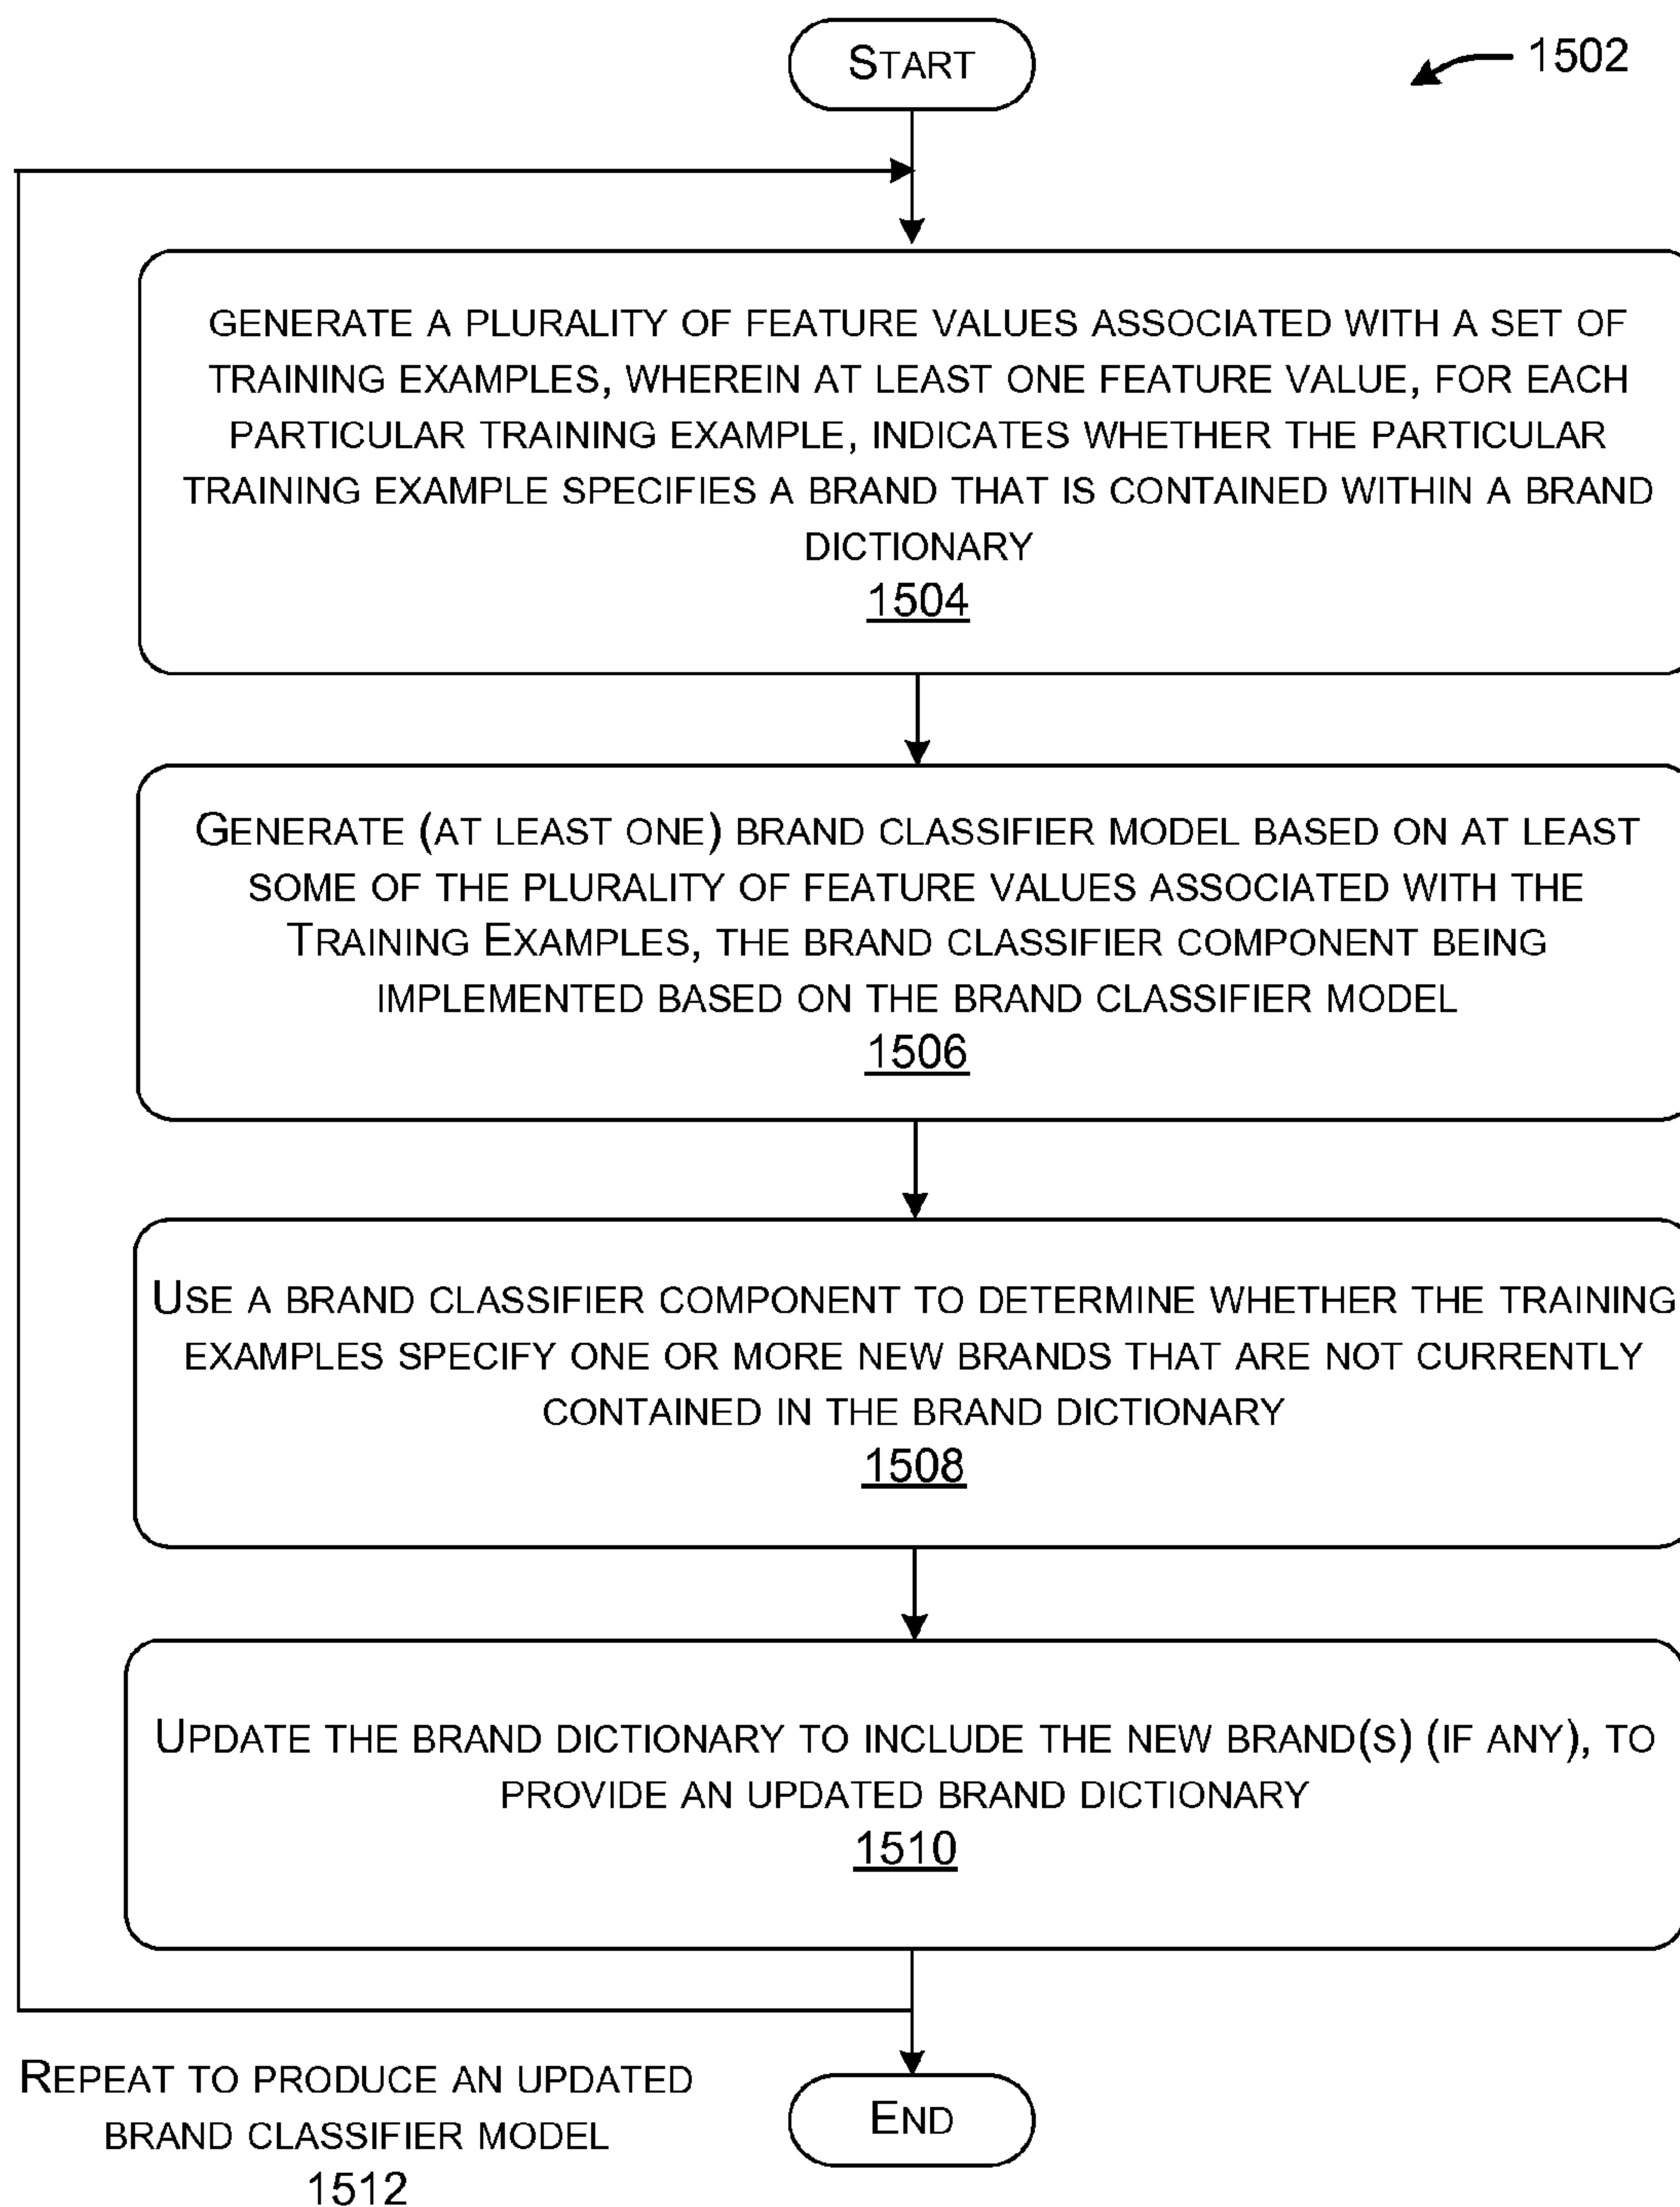 START
1502
GENERATE A PLURALITY OF FEATURE VALUES ASSOCIATED WITH A SET OF
TRAINING EXAMPLES, WHEREIN AT LEAST ONE FEATURE VALUE, FOR EACH
PARTICULAR TRAINING EXAMPLE, INDICATES WHETHER THE PARTICULAR
TRAINING EXAMPLE SPECIFIES A BRAND THAT IS CONTAINED WITHIN A BRAND
DICTIONARY
1504
GENERATE (AT LEAST ONE) BRAND CLASSIFIER MODEL BASED ON AT LEAST
SOME OF THE PLURALITY OF FEATURE VALUES ASSOCIATED WITH THE
TRAINING EXAMPLES, THE BRAND CLASSIFIER COMPONENT BEING
IMPLEMENTED BASED ON THE BRAND CLASSIFIER MODEL
1506
USE A BRAND CLASSIFIER COMPONENT TO DETERMINE WHETHER THE TRAINING
EXAMPLES SPECIFY ONE OR MORE NEW BRANDS THAT ARE NOT CURRENTLY
CONTAINED IN THE BRAND DICTIONARY
1508
UPDATE THE BRAND DICTIONARY TO INCLUDE THE NEW BRAND(S) (IF ANY), TO
PROVIDE AN UPDATED BRAND DICTIONARY
1510
REPEAT TO PRODUCE AN UPDATED
BRAND CLASSIFIER MODEL
1512
END